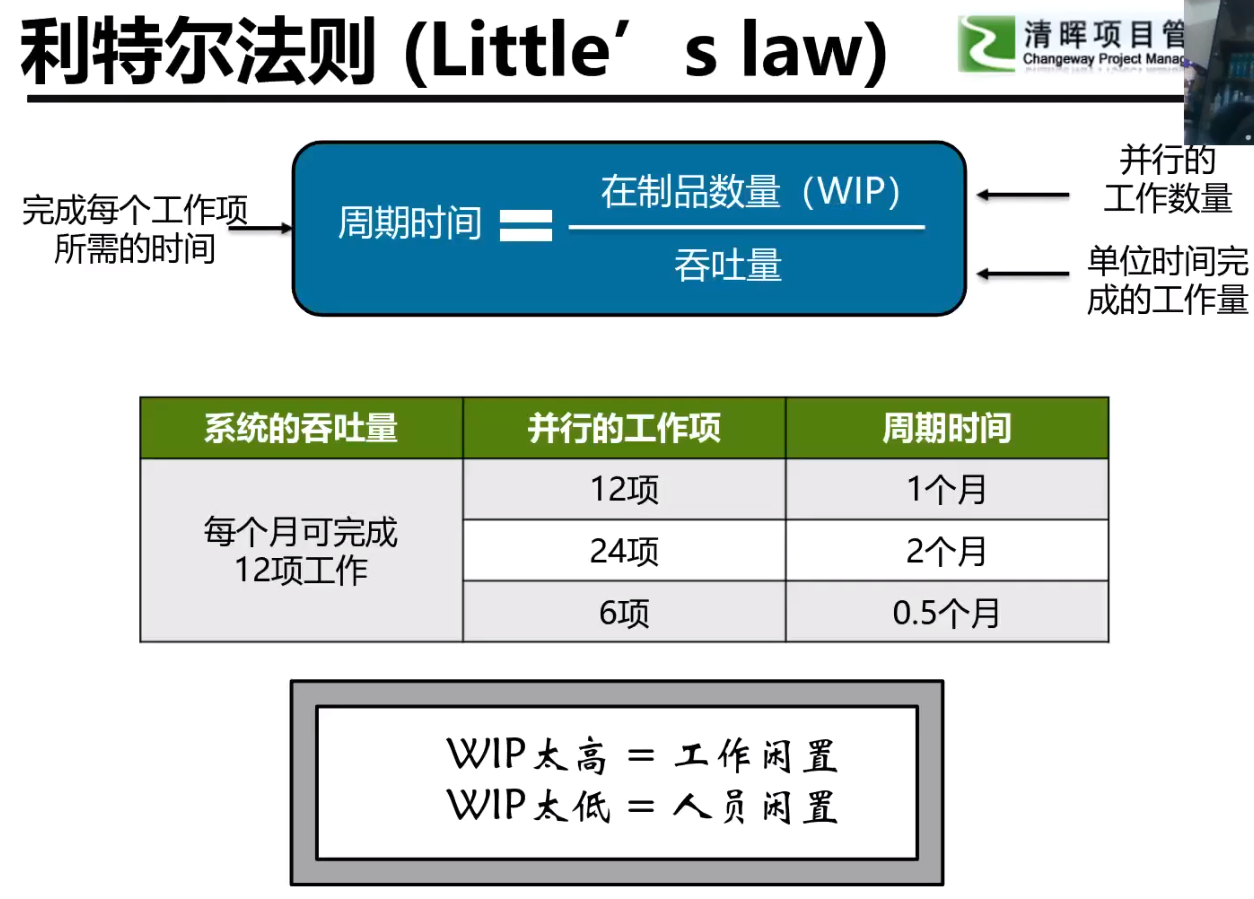 利特尔法则 (Little’s law)
清晖项目管
Changeway Project Manag
完成每个工作项
所需的时间
周期时间 =
在制品数量（WIP）
吞吐量
并行的
工作数量
单位时间完
成的工作量
系统的吞吐量 并行的工作项 周期时间
每个月可完成
12项工作
12项 1个月
24项 2个月
6项 0.5个月
WIP太高 = 工作闲置
WIP太低 = 人员闲置